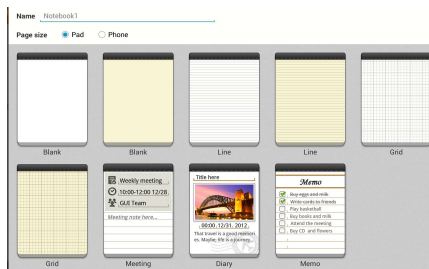 Name Notebook1
Page size Pad Phone
Blank
Blank
Line
Line
Grid
Grid
Weekly meeting
10:00-12:00 12/28
GUI Team
Meeting note here...
Meeting
Title here
00:00, 12/31, 2012
That travel is a good memori
es. Maybe, life is a journey.
Diary
Memo
Buy eggs and milk
Write cards to friends
Play basketball
Buy books and milk
Attend the meeting
Buy CD and flowers
Memo